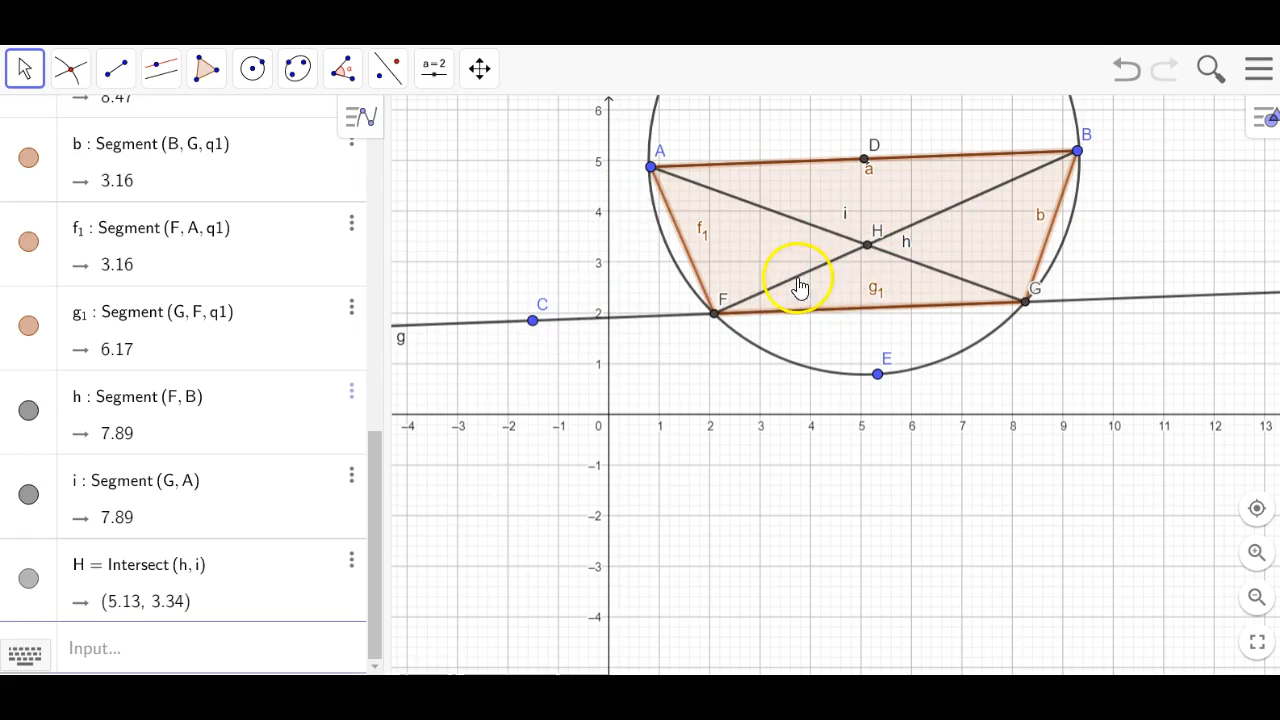 a=2
→ 8.47
b : Segment (B, G, q1)
→ 3.16
f₁ : Segment (F, A, q1)
→ 3.16
g₁ : Segment (G, F, q1)
→ 6.17
h : Segment (F, B)
→ 7.89
i : Segment (G, A)
→ 7.89
H = Intersect (h, i)
→ (5.13, 3.34)
Input...
A
D
B
a
i
b
f₁
H
h
F
g₁
G
C
g
E
6
5
4
3
2
1
−4 −3 −2 −1 0 1 2 3 4 5 6 7 8 9 10 11 12 13
−1
−2
−3
−4